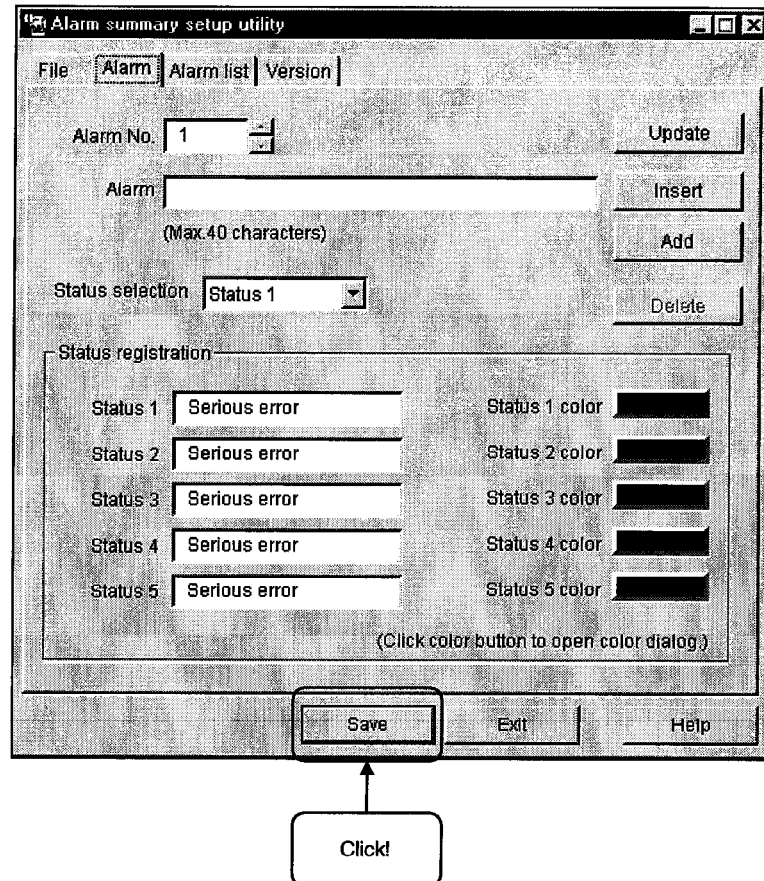 Alarm summary setup utility
File Alarm Alarm list Version
Alarm No. 1 Update
Alarm Insert
(Max.40 characters)
Add
Status selection Status 1
Delete
Status registration
Status 1 Serious error Status 1 color
Status 2 Serious error Status 2 color
Status 3 Serious error Status 3 color
Status 4 Serious error Status 4 color
Status 5 Serious error Status 5 color
(Click color button to open color dialog.)
Save Exit Help
Click!